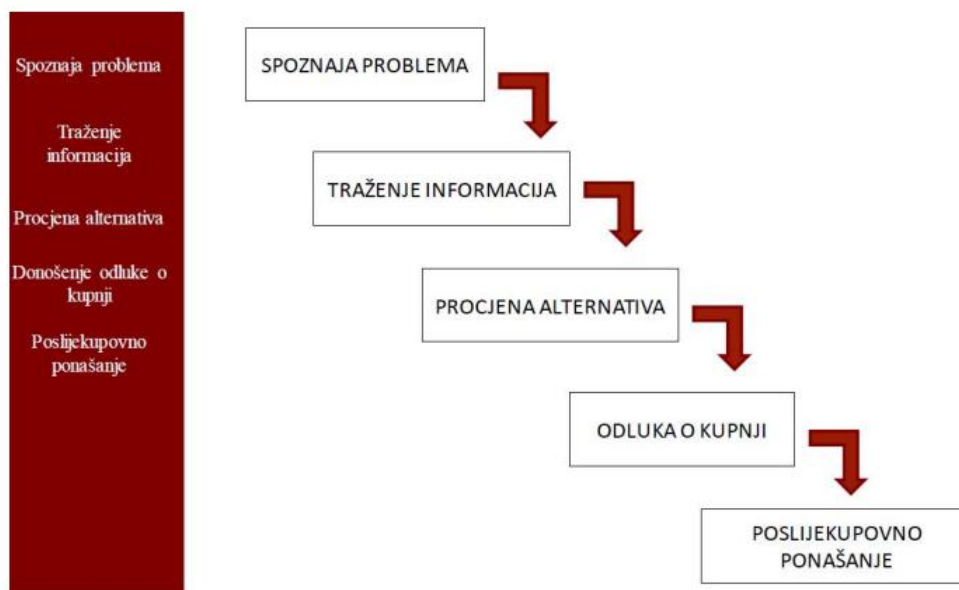 Spoznaja problema
Traženje
informacija
Procjena alternativa
Donošenje odluke o
kupnji
Poslijekupovno
ponašanje
SPOZNAJA PROBLEMA
TRAŽENJE INFORMACIJA
PROCJENA ALTERNATIVA
ODLUKA O KUPNJI
POSLIJEKUPOVNO
PONAŠANJE